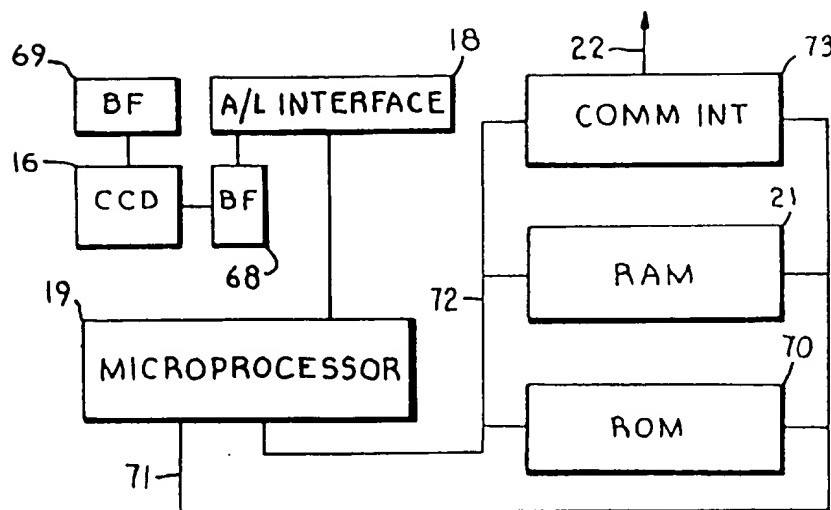 69
BF
18
A/L INTERFACE
22
73
COMM INT
16
CCD
BF
68
21
RAM
72
19
MICROPROCESSOR
70
ROM
71